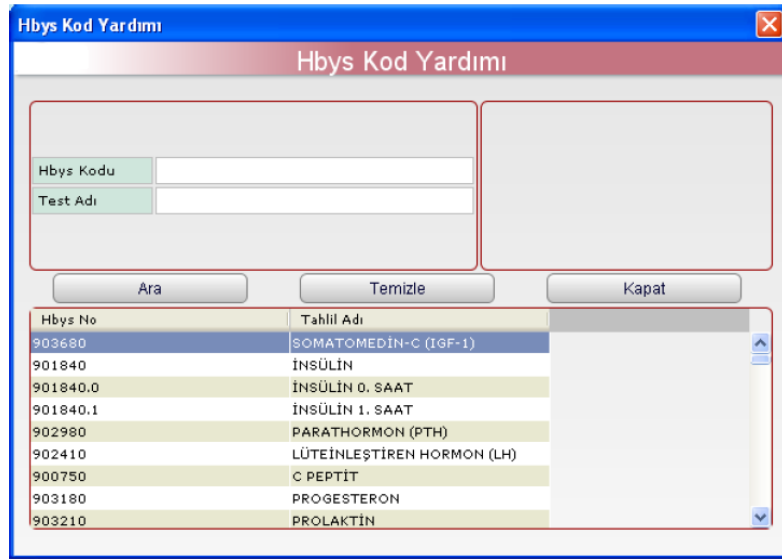 Hbys Kod Yardımı
Hbys Kod Yardımı
Hbys Kodu
Test Adı
Ara Temizle Kapat
Hbys No Tahlil Adı
903680 SOMATOMEDİN-C (IGF-1)
901840 İNSÜLİN
901840.0 İNSÜLİN 0. SAAT
901840.1 İNSÜLİN 1. SAAT
902980 PARATHORMON (PTH)
902410 LÜTEİNLEŞTİREN HORMON (LH)
900750 C PEPTİT
903180 PROGESTERON
903210 PROLAKTİN